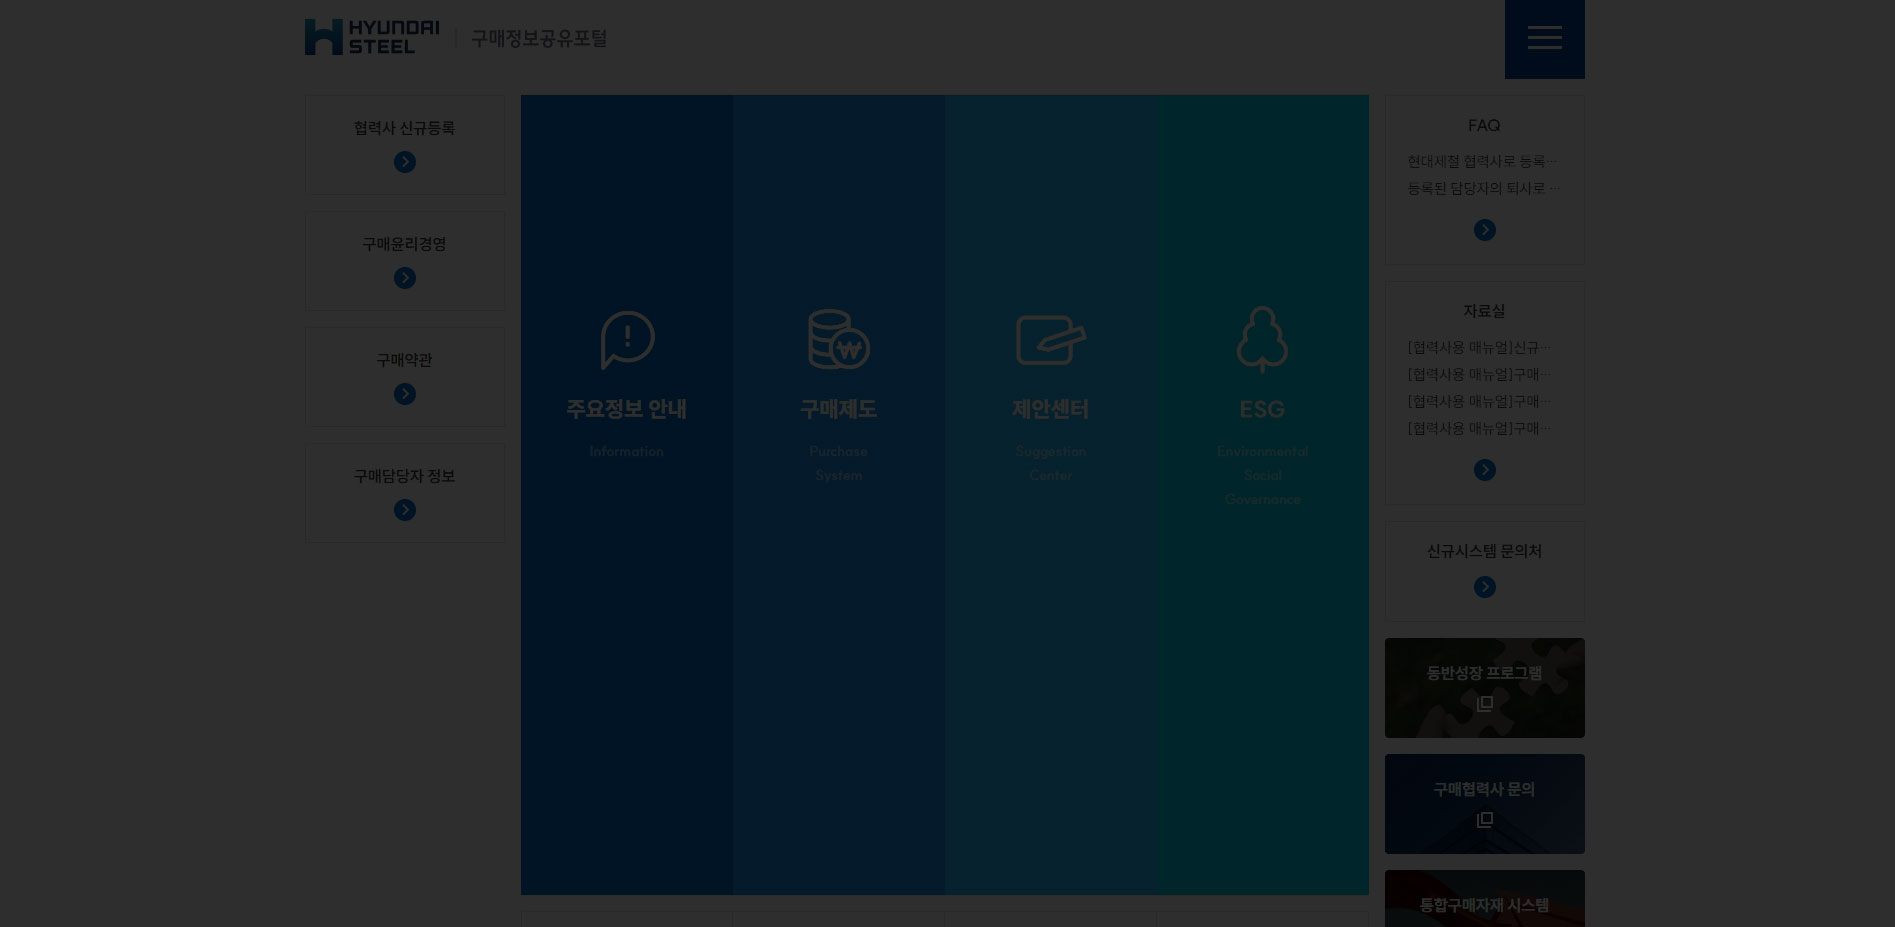 HYUNDAI
STEEL
구매정보공유포털
협력사 신규등록
구매윤리경영
구매약관
구매담당자 정보
주요정보 안내
Information
구매제도
Purchase
System
제안센터
Suggestion
Center
ESG
Environmental
Social
Governance
FAQ
현대제철 협력사로 등록…
등록된 담당자의 퇴사로 …
자료실
[협력사용 매뉴얼]신규…
[협력사용 매뉴얼]구매…
[협력사용 매뉴얼]구매…
[협력사용 매뉴얼]구매…
신규시스템 문의처
동반성장 프로그램
구매협력사 문의
통합구매자재 시스템